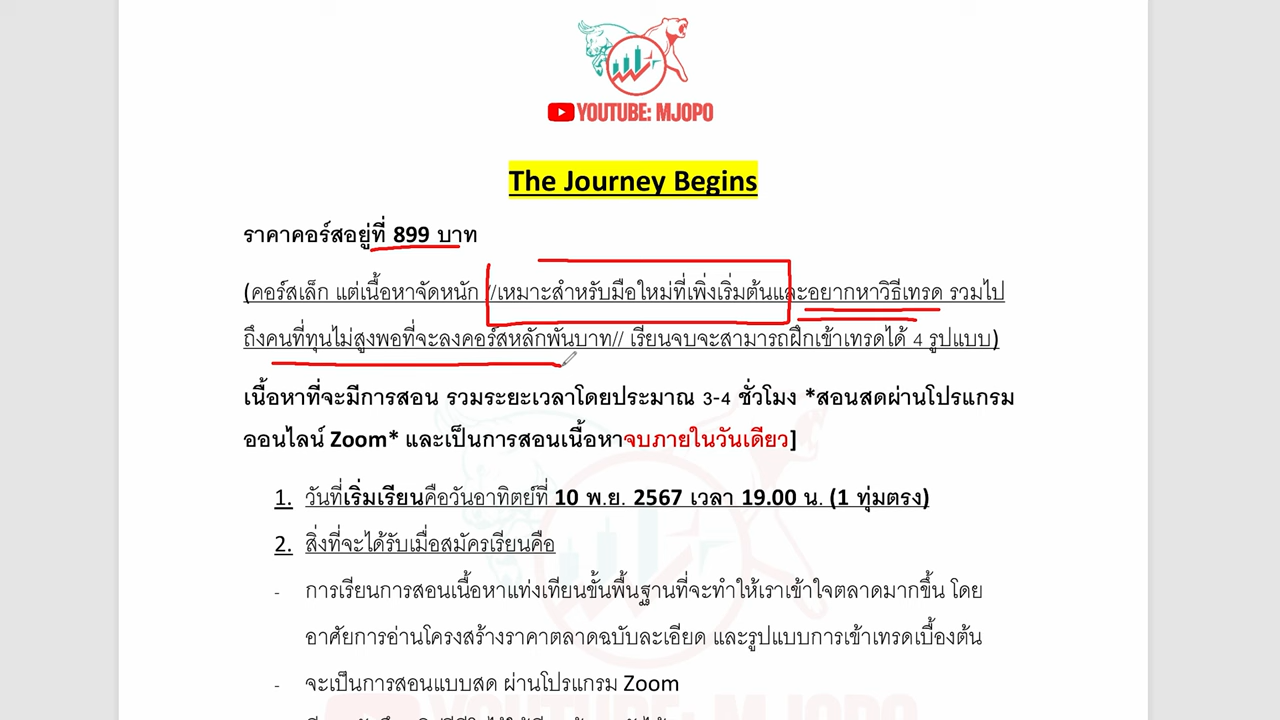 YOUTUBE: MJOPO
The Journey Begins
ราคาคอร์สอยู่ที่ 899 บาท
(คอร์สเล็ก แต่เนื้อหาจัดหนัก //เหมาะสำหรับมือใหม่ที่เพิ่งเริ่มต้นและอยากหาวิธีเทรด รวมไป
ถึงคนที่ทุนไม่สูงพอที่จะลงคอร์สหลักพันบาท// เรียนจบจะสามารถฝึกเข้าเทรดได้ 4 รูปแบบ)
เนื้อหาที่จะมีการสอน รวมระยะเวลาโดยประมาณ 3-4 ชั่วโมง *สอนสดผ่านโปรแกรม
ออนไลน์ Zoom* และเป็นการสอนเนื้อหาจบภายในวันเดียว]
1. วันที่เริ่มเรียนคือวันอาทิตย์ที่ 10 พ.ย. 2567 เวลา 19.00 น. (1 ทุ่มตรง)
2. สิ่งที่จะได้รับเมื่อสมัครเรียนคือ
- การเรียนการสอนเนื้อหาแท่งเทียนขั้นพื้นฐานที่จะทำให้เราเข้าใจตลาดมากขึ้น โดย
อาศัยการอ่านโครงสร้างราคาตลาดฉบับละเอียด และรูปแบบการเข้าเทรดเบื้องต้น
- จะเป็นการสอนแบบสด ผ่านโปรแกรม Zoom